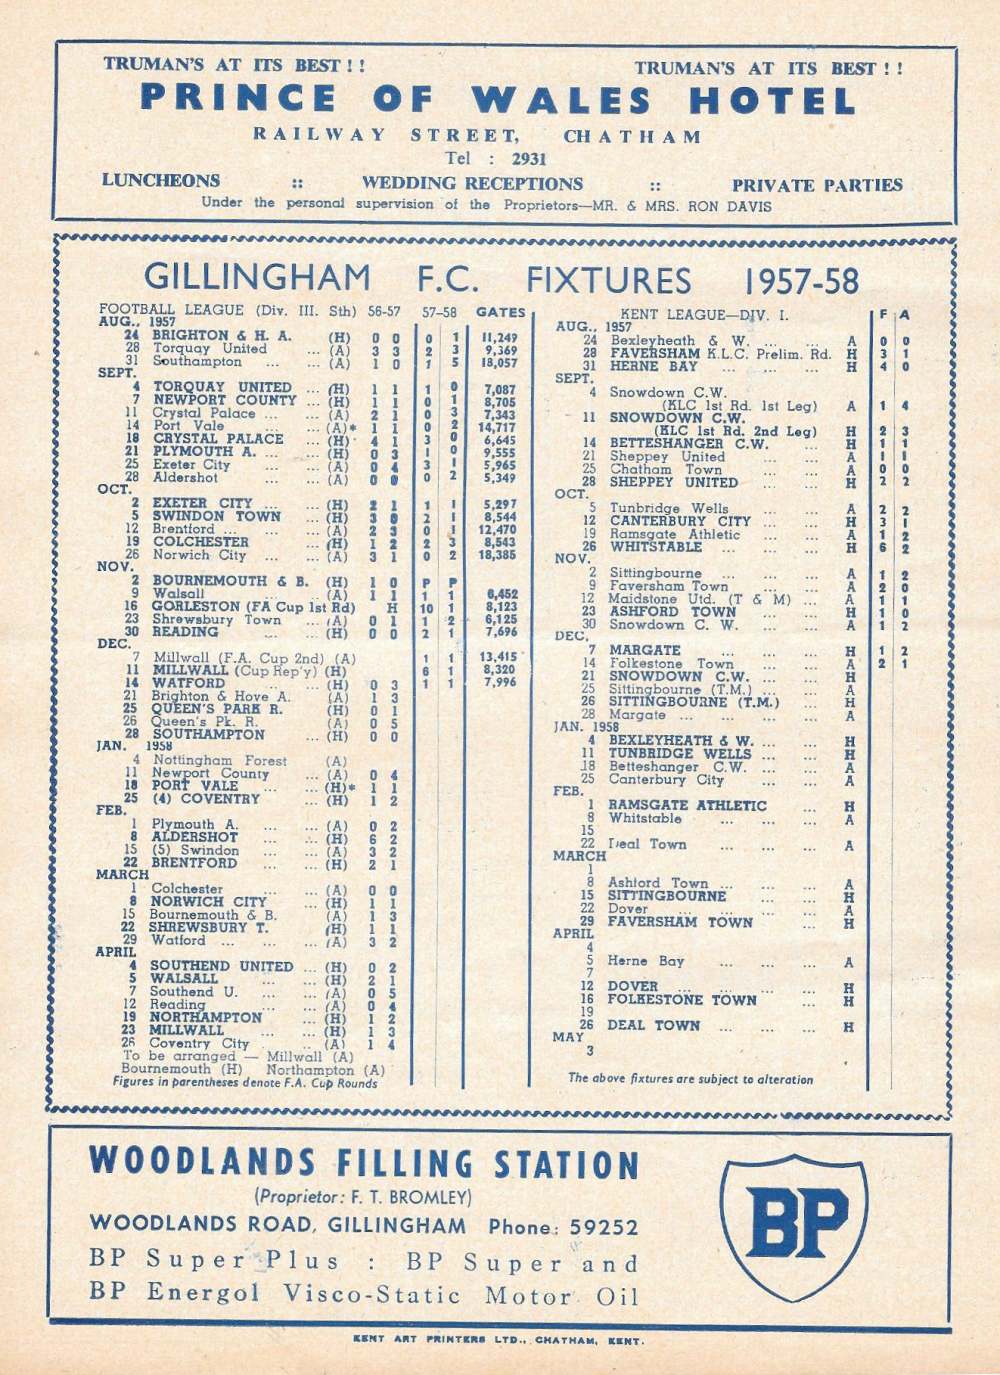 TRUMAN'S AT ITS BEST ! ! TRUMAN'S AT ITS BEST ! !
PRINCE OF WALES HOTEL
RAILWAY STREET, CHATHAM
Tel : 2931
LUNCHEONS :: WEDDING RECEPTIONS :: PRIVATE PARTIES
Under the personal supervision of the Proprietors—MR. & MRS. RON DAVIS
GILLINGHAM F.C. FIXTURES 1957-58
FOOTBALL LEAGUE (Div. III. Sth) 56-57 57-58 GATES
AUG., 1957
24 BRIGHTON & H. A. (H) 0 0 0 1 11,249
28 Torquay United ... (A) 3 3 2 3 9,369
31 Southampton ... ... (A) 1 0 1 5 18,057
SEPT.
4 TORQUAY UNITED ... (H) 1 1 1 0 7,087
7 NEWPORT COUNTY ... (H) 1 1 0 1 8,705
11 Crystal Palace ... ... (A) 2 1 0 3 7,343
14 Port Vale ... ... (A)* 1 1 0 2 14,717
18 CRYSTAL PALACE ... (H) 4 1 3 0 6,645
21 PLYMOUTH A. ... ... (H) 0 3 1 0 9,555
25 Exeter City ... ... (A) 0 4 3 1 5,965
28 Aldershot ... ... (A) 0 0 0 2 5,349
OCT.
2 EXETER CITY ... ... (H) 2 1 1 1 5,297
5 SWINDON TOWN ... (H) 3 0 2 1 8,544
12 Brentford ... ... ... (A) 2 3 0 1 12,470
19 COLCHESTER ... (H) 1 2 2 3 8,543
26 Norwich City ... ... (A) 3 1 0 2 18,385
NOV.
2 BOURNEMOUTH & B. (H) 1 0 P P
9 Walsall ... ... (A) 1 1 1 1 6,452
16 GORLESTON (FA Cup 1st Rd) H 10 1 8,123
23 Shrewsbury Town ... (A) 0 1 1 2 6,125
30 READING ... ... (H) 0 0 2 1 7,696
DEC.
7 Millwall (F.A. Cup 2nd) (A) 1 1 13,415
11 MILLWALL (Cup Rep'y) (H) 6 1 8,320
14 WATFORD ... ... (H) 0 3 1 1 7,996
21 Brighton & Hove A. (A) 1 3
25 QUEEN'S PARK R. (H) 0 1
26 Queen's Pk. R. (A) 0 5
28 SOUTHAMPTON ... (H) 0 0
JAN. 1958
4 Nottingham Forest (A)
11 Newport County ... (A) 0 4
18 PORT VALE ... ... (H)* 1 1
25 (4) COVENTRY ... (H) 1 2
FEB.
1 Plymouth A. ... ... (A) 0 2
8 ALDERSHOT ... ... (H) 6 2
15 (5) Swindon ... ... (A) 3 2
22 BRENTFORD ... ... (H) 2 1
MARCH
1 Colchester ... ... (A) 0 0
8 NORWICH CITY ... (H) 1 1
15 Bournemouth & B. (A) 1 3
22 SHREWSBURY T. (H) 1 1
29 Watford ... ... ... (A) 3 2
APRIL
4 SOUTHEND UNITED ... (H) 0 2
5 WALSALL ... ... (H) 2 1
7 Southend U. ... ... (A) 0 5
12 Reading ... ... (A) 0 4
19 NORTHAMPTON ... (H) 1 2
23 MILLWALL ... ... (H) 1 3
26 Coventry City ... (A) 1 4
To be arranged — Millwall (A)
Bournemouth (H) Northampton (A)
Figures in parentheses denote F.A. Cup Rounds
KENT LEAGUE—DIV. I. F A
AUG., 1957
24 Bexleyheath & W. ... ... A 0 0
28 FAVERSHAM K.L.C. Prelim. Rd. H 3 1
31 HERNE BAY ... ... ... H 4 0
SEPT.
4 Snowdown C.W.
(KLC 1st Rd. 1st Leg) A 1 4
11 SNOWDOWN C.W.
(KLC 1st Rd. 2nd Leg) H 2 3
14 BETTESHANGER C.W. ... H 1 1
21 Sheppey United ... ... A 1 1
25 Chatham Town ... ... A 0 0
28 SHEPPEY UNITED ... ... H 2 2
OCT.
5 Tunbridge Wells ... ... A 2 2
12 CANTERBURY CITY ... ... H 3 1
19 Ramsgate Athletic ... ... A 1 2
26 WHITSTABLE ... ... ... H 6 2
NOV.
2 Sittingbourne ... ... A 1 2
9 Faversham Town ... ... A 2 0
12 Maidstone Utd. (T & M) ... A 1 1
23 ASHFORD TOWN ... ... H 1 0
30 Snowdown C. W. ... ... A 1 2
DEC.
7 MARGATE ... ... ... H 1 2
14 Folkestone Town ... ... A 2 1
21 SNOWDOWN C.W. ... ... H
25 Sittingbourne (T.M.) ... ... A
26 SITTINGBOURNE (T.M.) ... H
28 Margate ... ... ... ... A
JAN. 1958
4 BEXLEYHEATH & W. ... ... H
11 TUNBRIDGE WELLS ... ... H
18 Betteshanger C.W. ... ... A
25 Canterbury City ... ... A
FEB.
1 RAMSGATE ATHLETIC ... H
8 Whitstable ... ... ... A
15
22 Deal Town ... ... ... A
MARCH
1
8 Ashford Town ... ... ... A
15 SITTINGBOURNE ... ... H
22 Dover ... ... ... ... A
29 FAVERSHAM TOWN ... H
APRIL
4
5 Herne Bay ... ... ... A
7
12 DOVER ... ... ... ... H
16 FOLKESTONE TOWN ... H
19
26 DEAL TOWN ... ... ... H
MAY
3
The above fixtures are subject to alteration
WOODLANDS FILLING STATION
(Proprietor: F. T. BROMLEY)
WOODLANDS ROAD, GILLINGHAM Phone: 59252
BP Super Plus : BP Super and
BP Energol Visco-Static Motor Oil
BP
KENT ART PRINTERS LTD., CHATHAM, KENT.